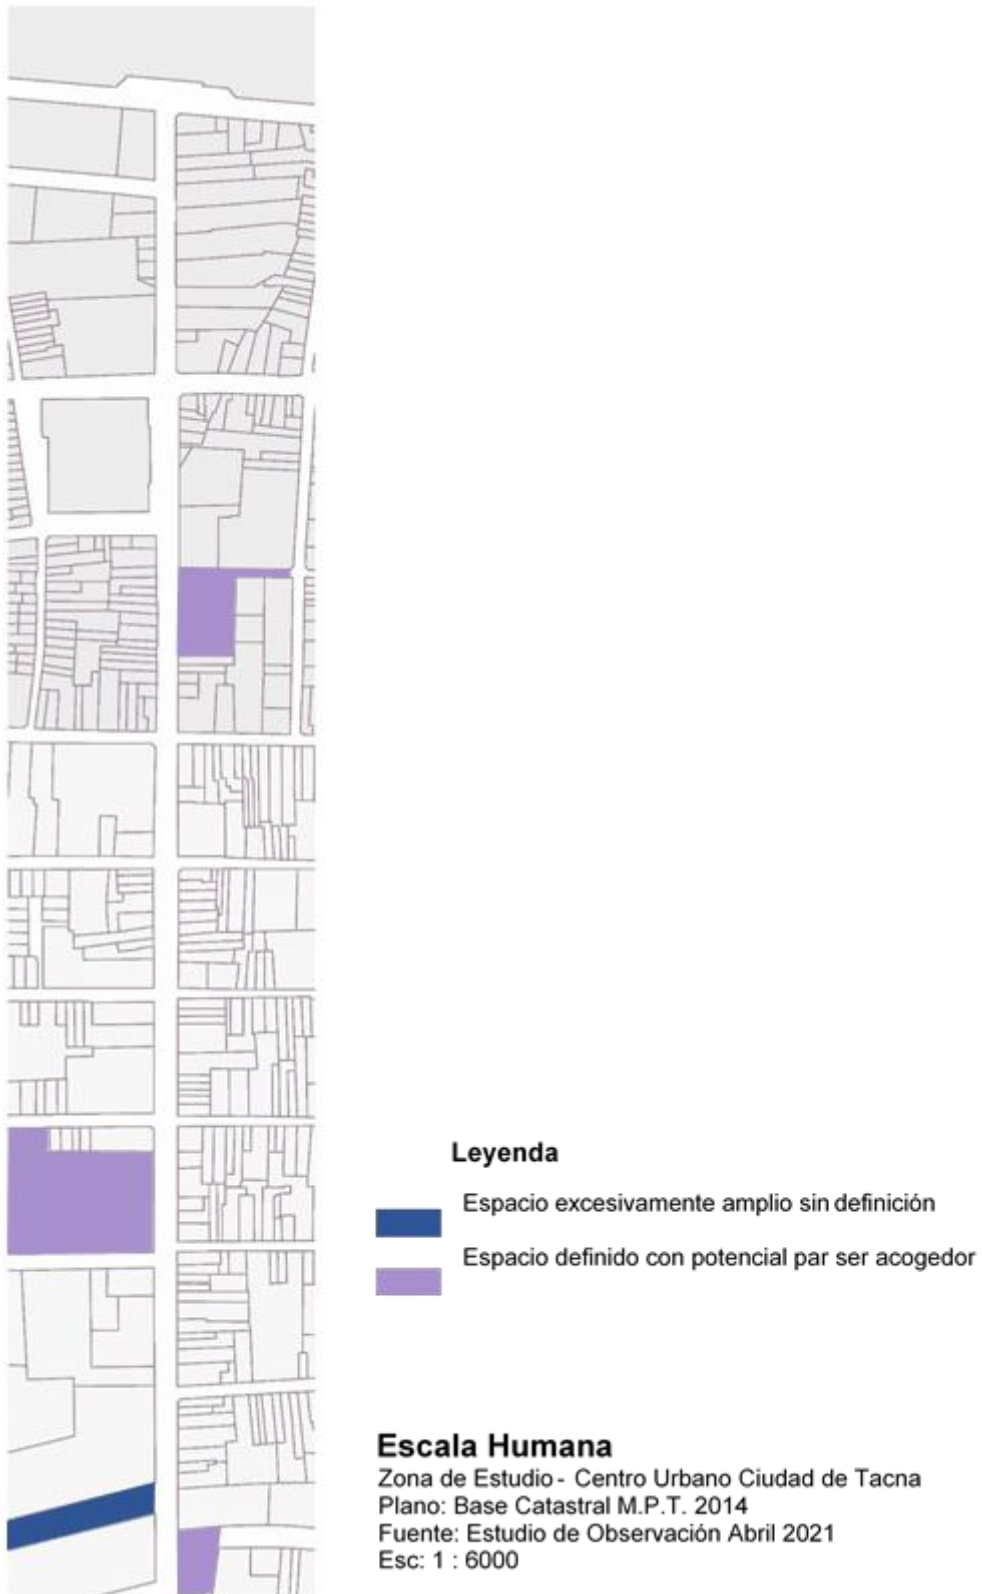 Leyenda
Espacio excesivamente amplio sin definición
Espacio definido con potencial par ser acogedor
Escala Humana
Zona de Estudio - Centro Urbano Ciudad de Tacna
Plano: Base Catastral M.P.T. 2014
Fuente: Estudio de Observación Abril 2021
Esc: 1 : 6000